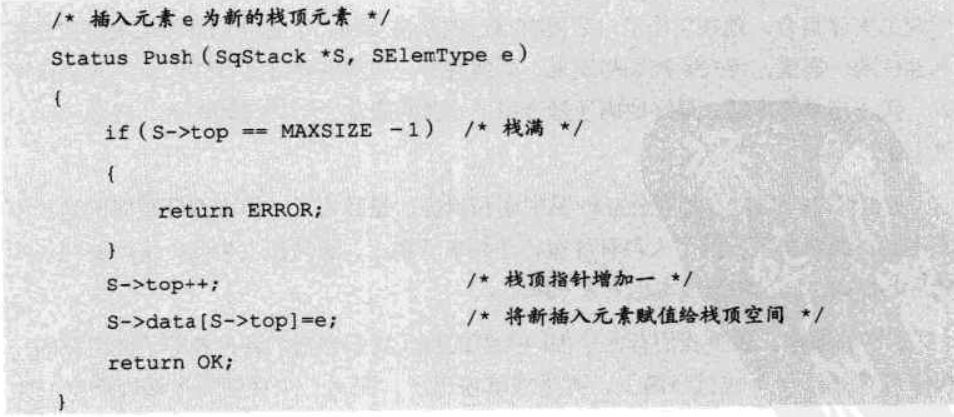 /* 插入元素 e 为新的栈顶元素 */
Status Push (SqStack *S, SElemType e)
{
    if (S->top == MAXSIZE -1)  /* 栈满 */
    {
        return ERROR;
    }
    S->top++;                  /* 栈顶指针增加一 */
    S->data[S->top]=e;         /* 将新插入元素赋值给栈顶空间 */
    return OK;
}